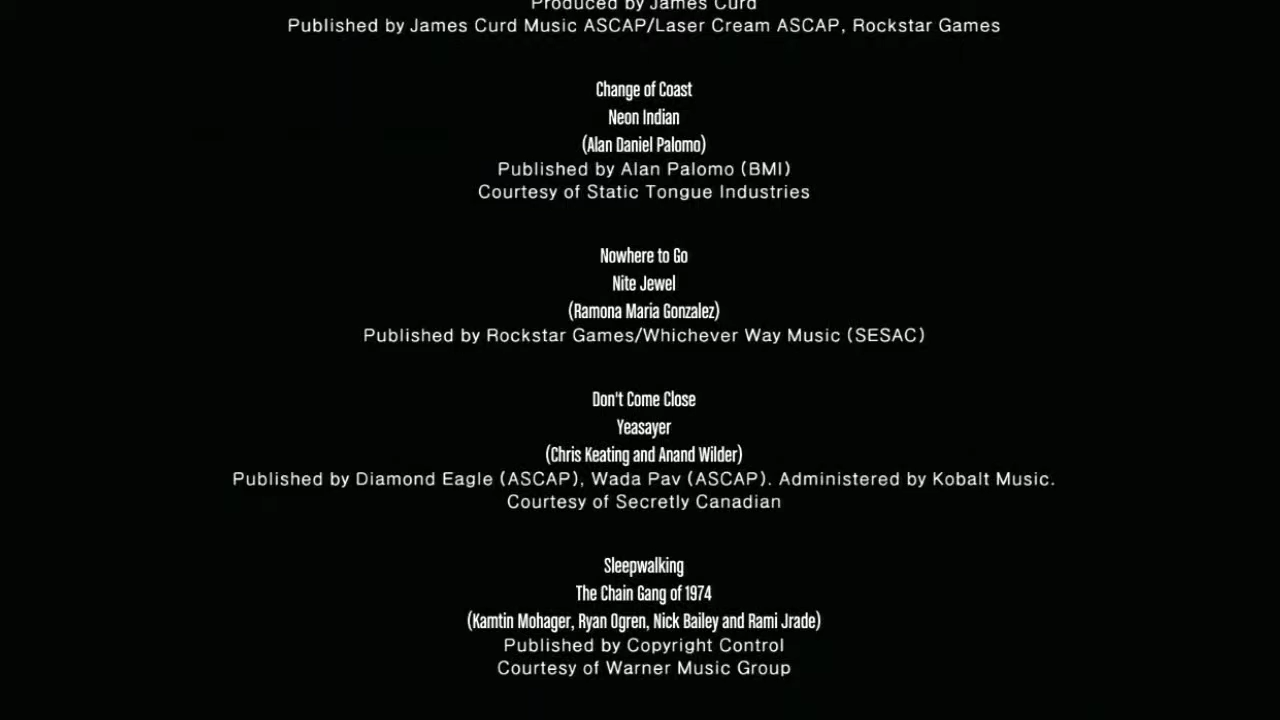 Produced by James Curd
Published by James Curd Music ASCAP/Laser Cream ASCAP, Rockstar Games
Change of Coast
Neon Indian
(Alan Daniel Palomo)
Published by Alan Palomo (BMI)
Courtesy of Static Tongue Industries
Nowhere to Go
Nite Jewel
(Ramona Maria Gonzalez)
Published by Rockstar Games/Whichever Way Music (SESAC)
Don't Come Close
Yeasayer
(Chris Keating and Anand Wilder)
Published by Diamond Eagle (ASCAP), Wada Pav (ASCAP). Administered by Kobalt Music.
Courtesy of Secretly Canadian
Sleepwalking
The Chain Gang of 1974
(Kamtin Mohager, Ryan Ogren, Nick Bailey and Rami Jrade)
Published by Copyright Control
Courtesy of Warner Music Group